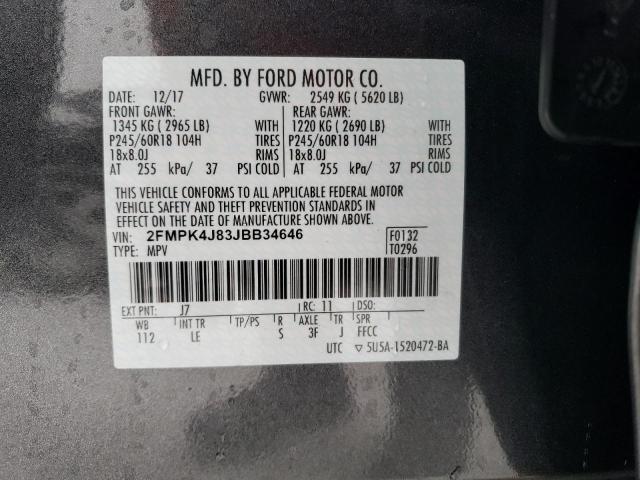 MFD. BY FORD MOTOR CO.
DATE: 12/17 GVWR: 2549 KG ( 5620 LB)
FRONT GAWR: REAR GAWR:
1345 KG ( 2965 LB) WITH 1220 KG ( 2690 LB) WITH
P245/60R18 104H TIRES P245/60R18 104H TIRES
18x8.0J RIMS 18x8.0J RIMS
AT 255 kPa/ 37 PSI COLD AT 255 kPa/ 37 PSI COLD
THIS VEHICLE CONFORMS TO ALL APPLICABLE FEDERAL MOTOR
VEHICLE SAFETY AND THEFT PREVENTION STANDARDS IN
EFFECT ON THE DATE OF MANUFACTURE SHOWN ABOVE.
VIN: 2FMPK4J83JBB34646 F0132
TYPE: MPV T0296
EXT PNT: J7 RC: 11 DSO:
WB INT TR TP/PS R AXLE TR SPR
112 LE S 3F J FFCC
UTC ▽ 5U5A-1520472-BA